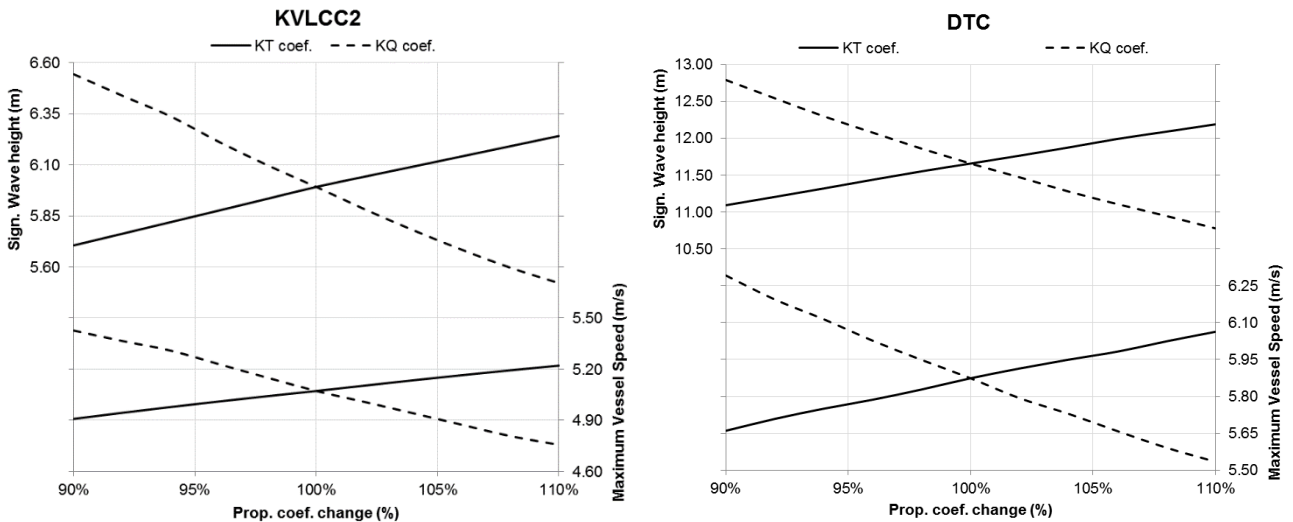 KVLCC2
KT coef. KQ coef.
Sign. Wave height (m)
6.60
6.35
6.10
5.85
5.60
5.50
5.20
4.90
4.60
Maximum Vessel Speed (m/s)
90% 95% 100% 105% 110%
Prop. coef. change (%)
DTC
KT coef. KQ coef.
Sign. Wave height (m)
13.00
12.50
12.00
11.50
11.00
10.50
6.25
6.10
5.95
5.80
5.65
5.50
Maximum Vessel Speed (m/s)
90% 95% 100% 105% 110%
Prop. coef. change (%)